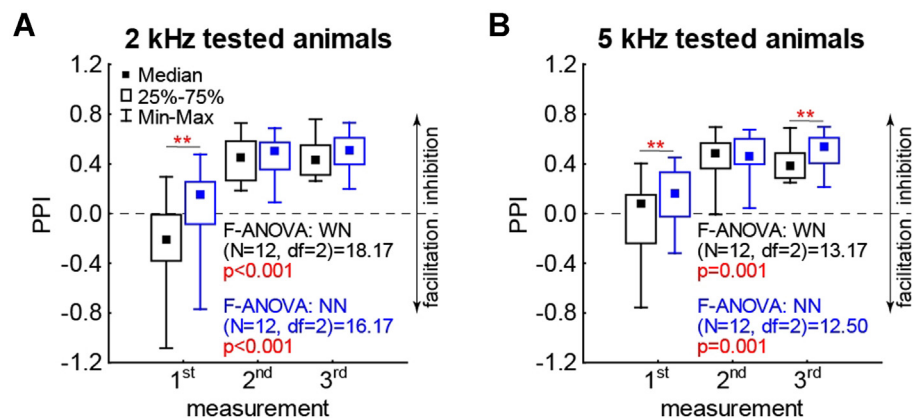 A
2 kHz tested animals
1.2
0.8
0.4
0.0
-0.4
-0.8
-1.2
PPI
Median
25%-75%
Min-Max
**
F-ANOVA: WN
(N=12, df=2)=18.17
p<0.001
F-ANOVA: NN
(N=12, df=2)=16.17
p<0.001
inhibition
facilitation
1st
2nd
3rd
measurement
B
5 kHz tested animals
1.2
0.8
0.4
0.0
-0.4
-0.8
-1.2
PPI
**
**
F-ANOVA: WN
(N=12, df=2)=13.17
p=0.001
F-ANOVA: NN
(N=12, df=2)=12.50
p=0.001
inhibition
facilitation
1st
2nd
3rd
measurement